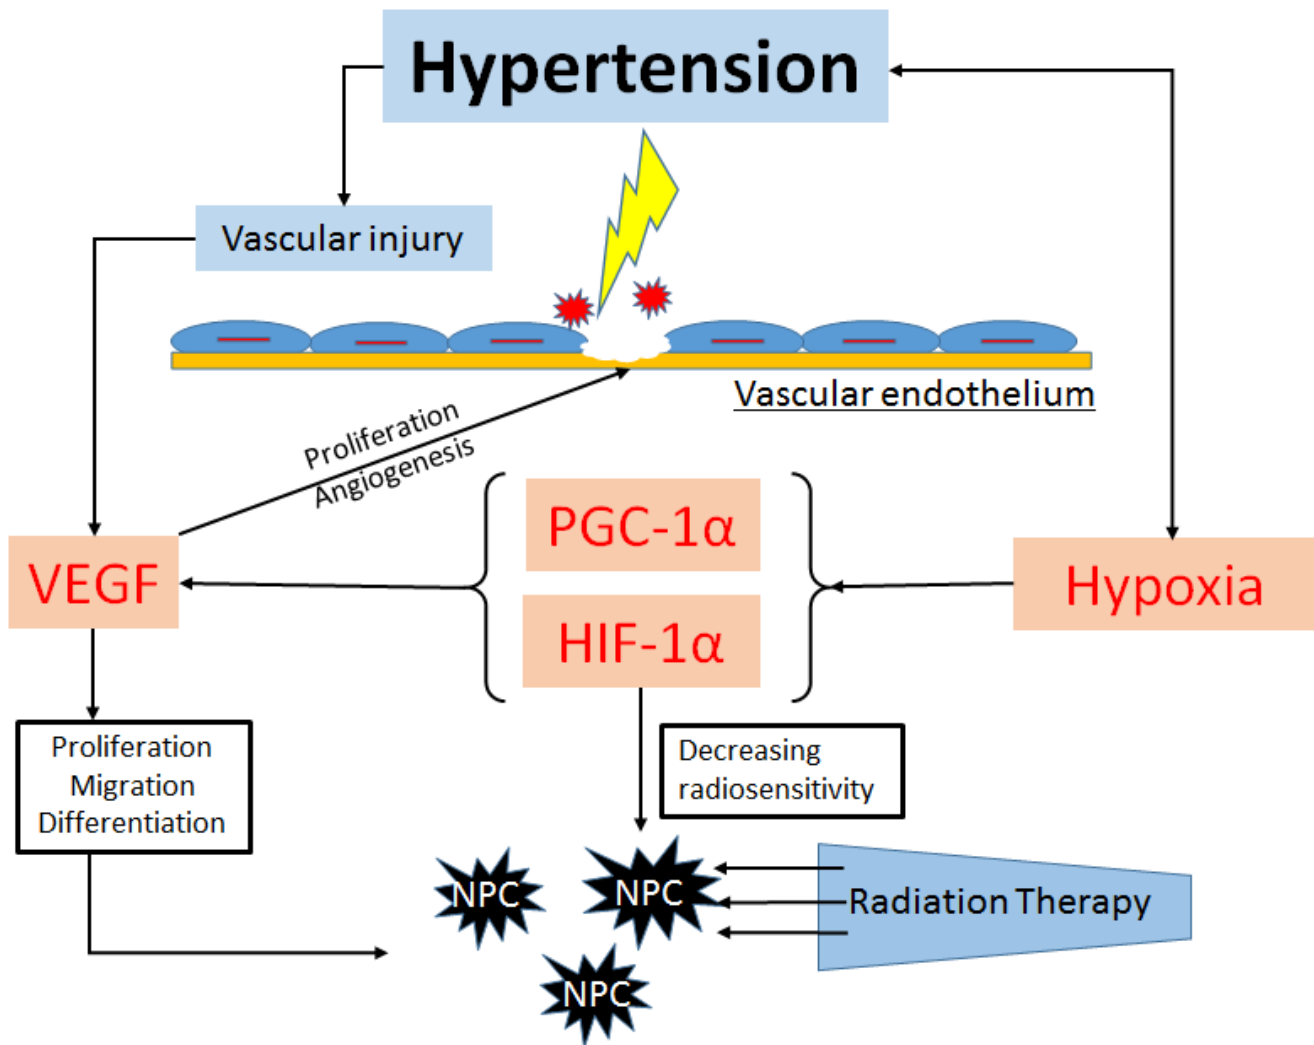 Hypertension
Vascular injury
Vascular endothelium
Proliferation
Angiogenesis
PGC-1α
VEGF
Hypoxia
HIF-1α
Proliferation
Migration
Differentiation
Decreasing
radiosensitivity
NPC
NPC
Radiation Therapy
NPC